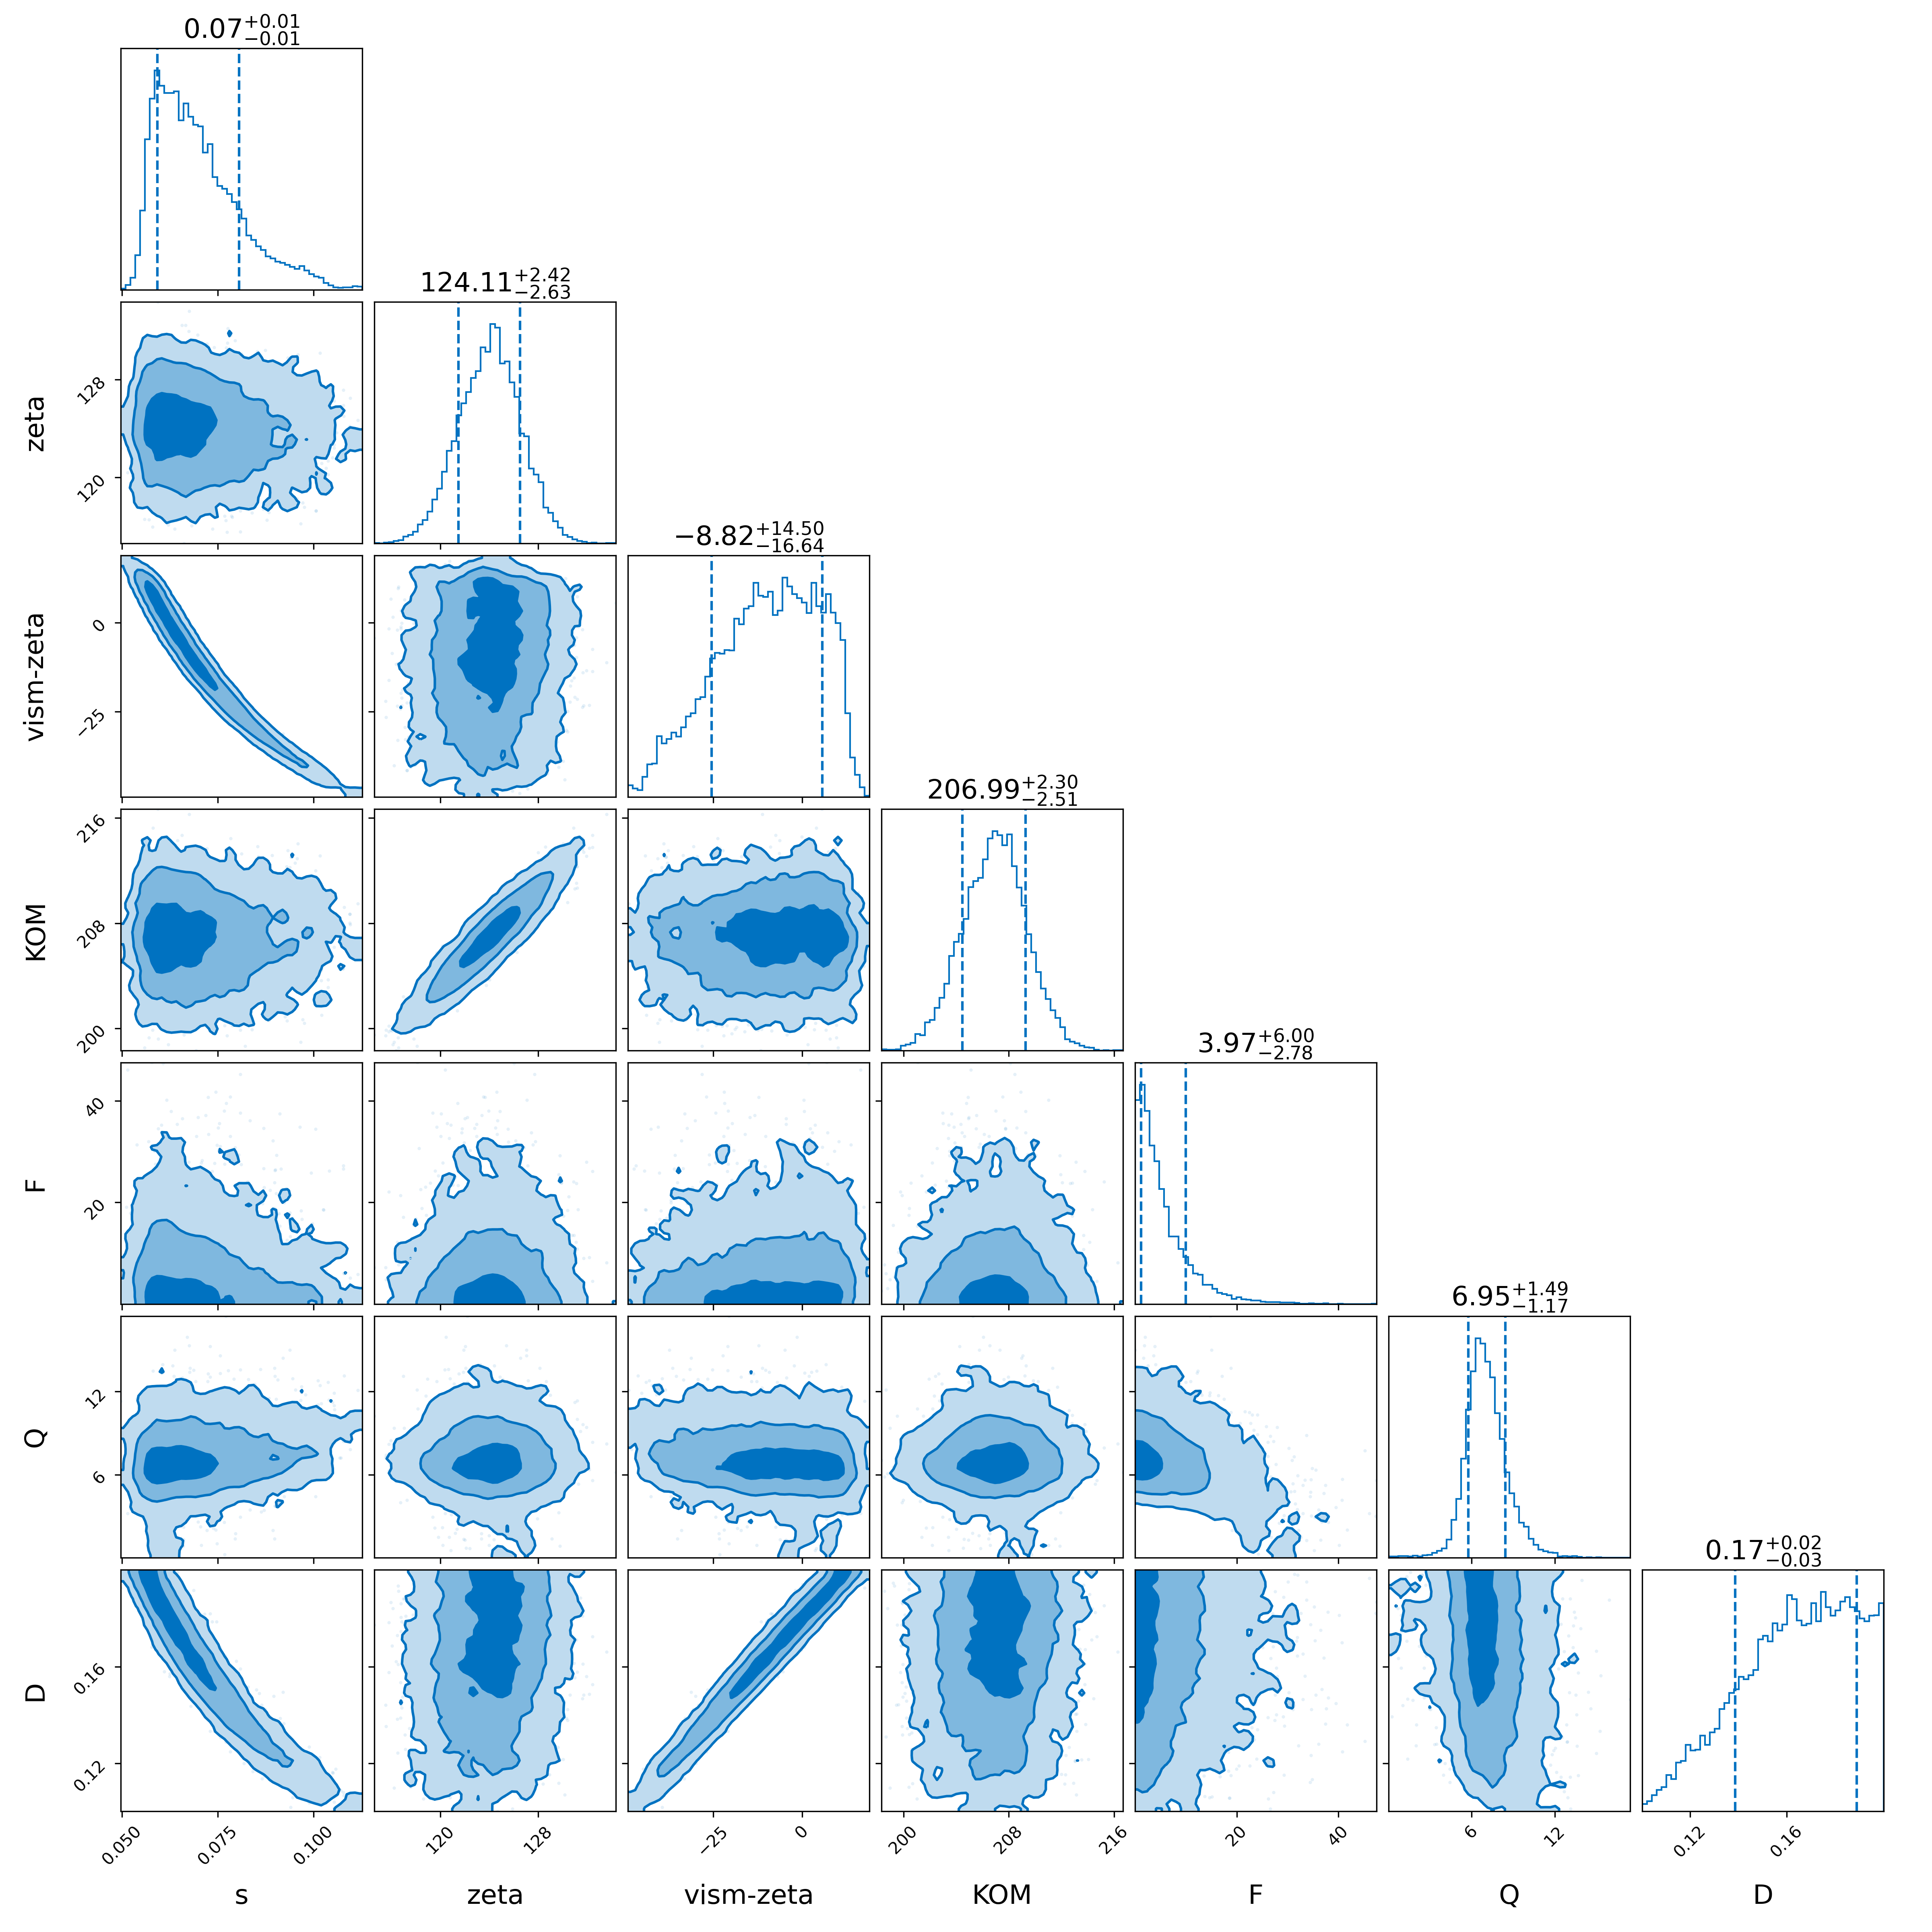 0.07+0.01−0.01
124.11+2.42−2.63
zeta
128
120
−8.82+14.50−16.64
vism-zeta
0
−25
206.99+2.30−2.51
KOM
216
208
200
3.97+6.00−2.78
F
40
20
6.95+1.49−1.17
Q
12
6
0.17+0.02−0.03
D
0.16
0.12
0.050 0.075 0.100 120 128 −25 0 200 208 216 20 40 6 12 0.12 0.16
s zeta vism-zeta KOM F Q D